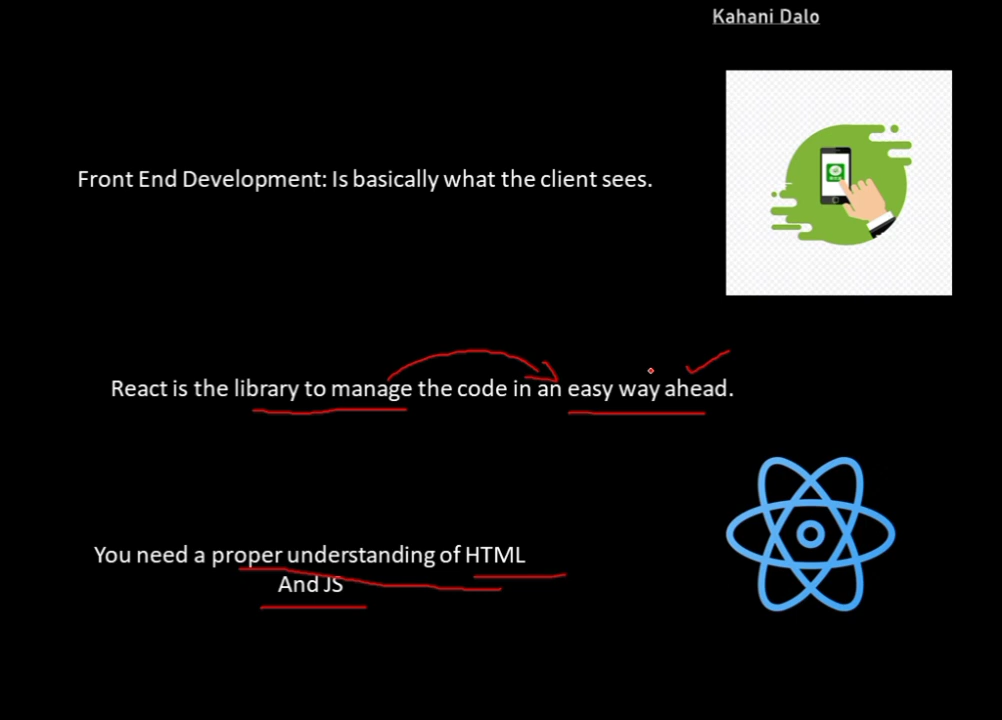 Kahani Dalo
Front End Development: Is basically what the client sees.
React is the library to manage the code in an easy way ahead.
You need a proper understanding of HTML
And JS